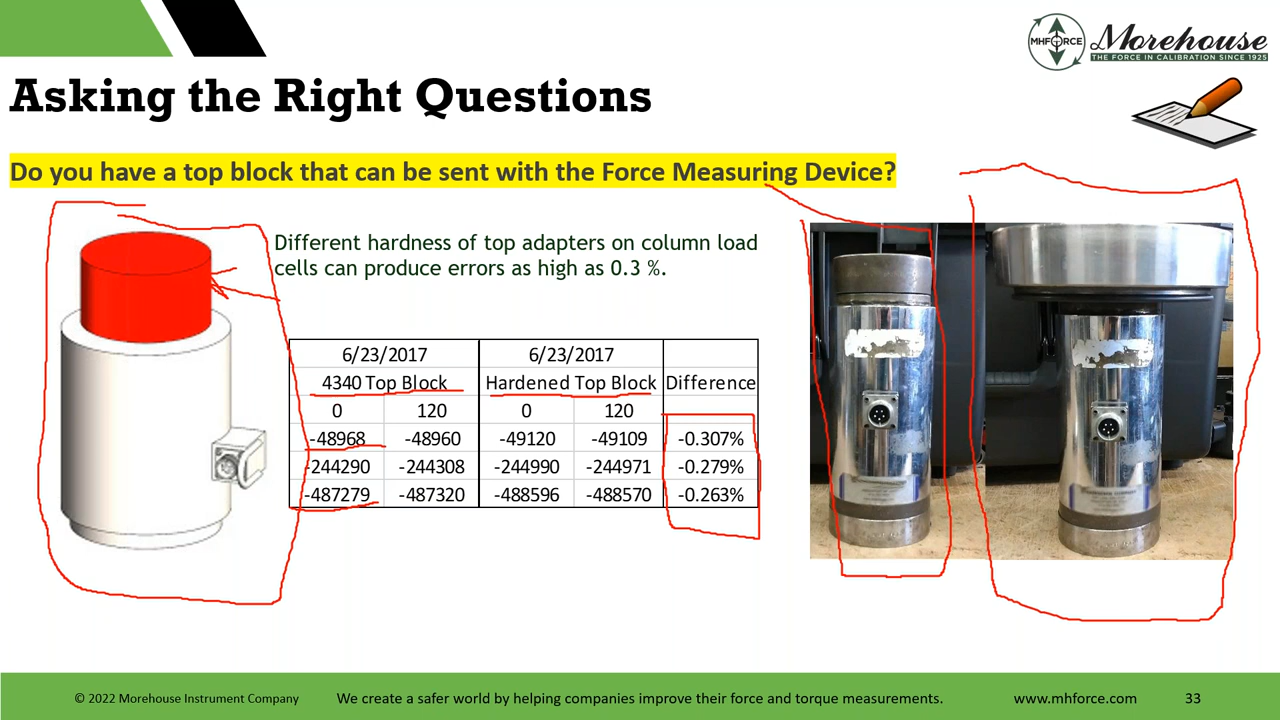 MHFORCE
Morehouse
THE FORCE IN CALIBRATION SINCE 1925
Asking the Right Questions
Do you have a top block that can be sent with the Force Measuring Device?
Different hardness of top adapters on column load
cells can produce errors as high as 0.3 %.
6/23/2017 6/23/2017
4340 Top Block Hardened Top Block Difference
0 120 0 120
-48968 -48960 -49120 -49109 -0.307%
-244290 -244308 -244990 -244971 -0.279%
-487279 -487320 -488596 -488570 -0.263%
© 2022 Morehouse Instrument Company We create a safer world by helping companies improve their force and torque measurements. www.mhforce.com 33